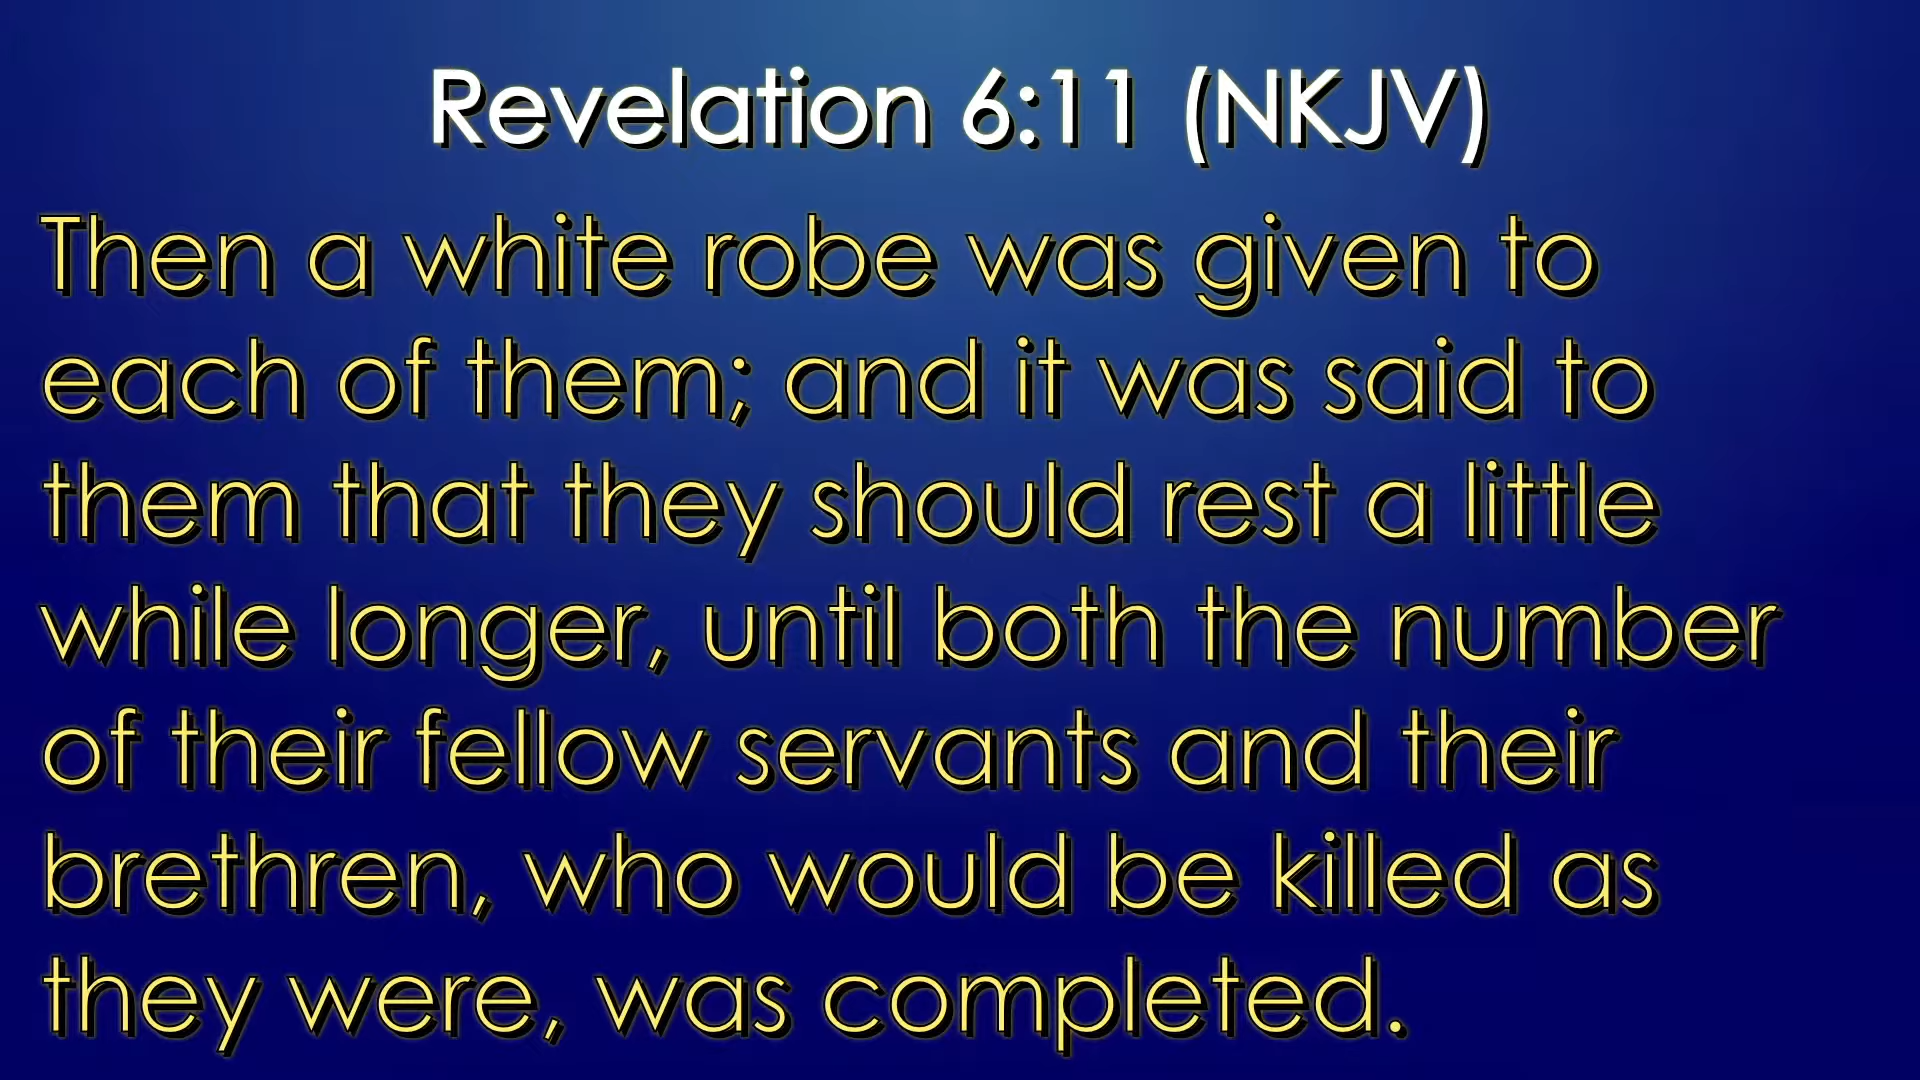 Revelation 6:11 (NKJV)
Then a white robe was given to
each of them; and it was said to
them that they should rest a little
while longer, until both the number
of their fellow servants and their
brethren, who would be killed as
they were, was completed.